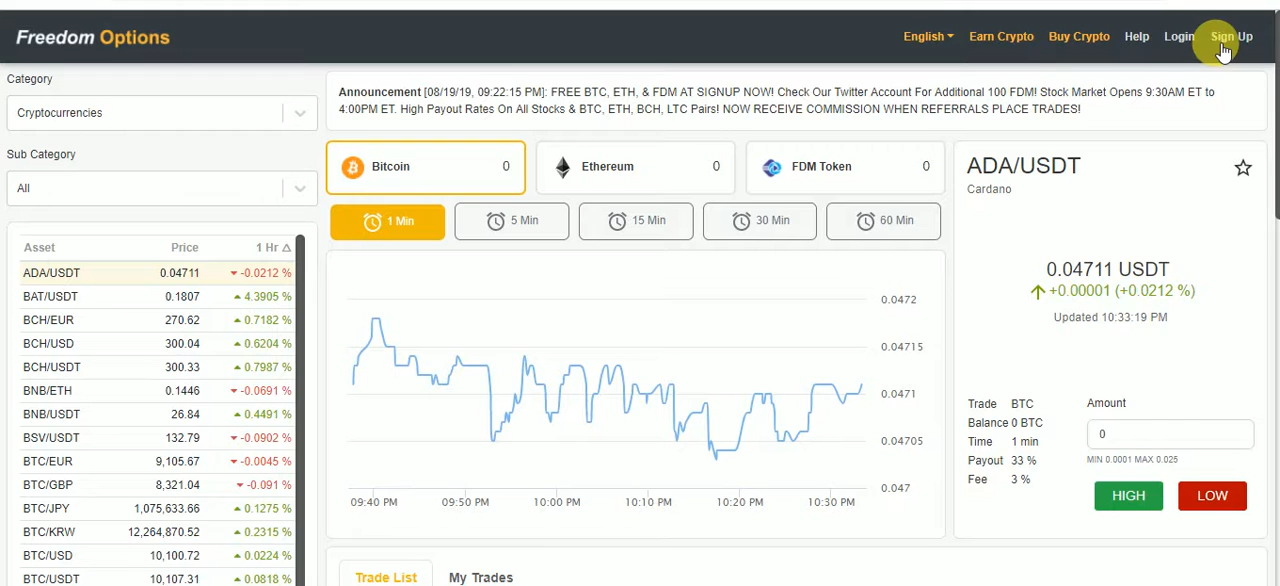 Freedom Options
English Earn Crypto Buy Crypto Help Login Sign Up
Category
Cryptocurrencies
Sub Category
All
Asset Price 1 Hr △
ADA/USDT 0.04711 -0.0212 %
BAT/USDT 0.1807 4.3905 %
BCH/EUR 270.62 0.7182 %
BCH/USD 300.04 0.6204 %
BCH/USDT 300.33 0.7987 %
BNB/ETH 0.1446 -0.0691 %
BNB/USDT 26.84 0.4491 %
BSV/USDT 132.79 -0.0902 %
BTC/EUR 9,105.67 -0.0045 %
BTC/GBP 8,321.04 -0.091 %
BTC/JPY 1,075,633.66 0.1275 %
BTC/KRW 12,264,870.52 0.2315 %
BTC/USD 10,100.72 0.0224 %
BTC/USDT 10,107.31 0.0818 %
Announcement [08/19/19, 09:22:15 PM]: FREE BTC, ETH, & FDM AT SIGNUP NOW! Check Our Twitter Account For Additional 100 FDM! Stock Market Opens 9:30AM ET to
4:00PM ET. High Payout Rates On All Stocks & BTC, ETH, BCH, LTC Pairs! NOW RECEIVE COMMISSION WHEN REFERRALS PLACE TRADES!
Bitcoin 0 Ethereum 0 FDM Token 0
1 Min 5 Min 15 Min 30 Min 60 Min
0.0472
0.04715
0.0471
0.04705
0.047
09:40 PM 09:50 PM 10:00 PM 10:10 PM 10:20 PM 10:30 PM
Trade List My Trades
ADA/USDT
Cardano
0.04711 USDT
+0.00001 (+0.0212 %)
Updated 10:33:19 PM
Trade BTC
Balance 0 BTC
Time 1 min
Payout 33 %
Fee 3 %
Amount
0
MIN 0.0001 MAX 0.025
HIGH LOW